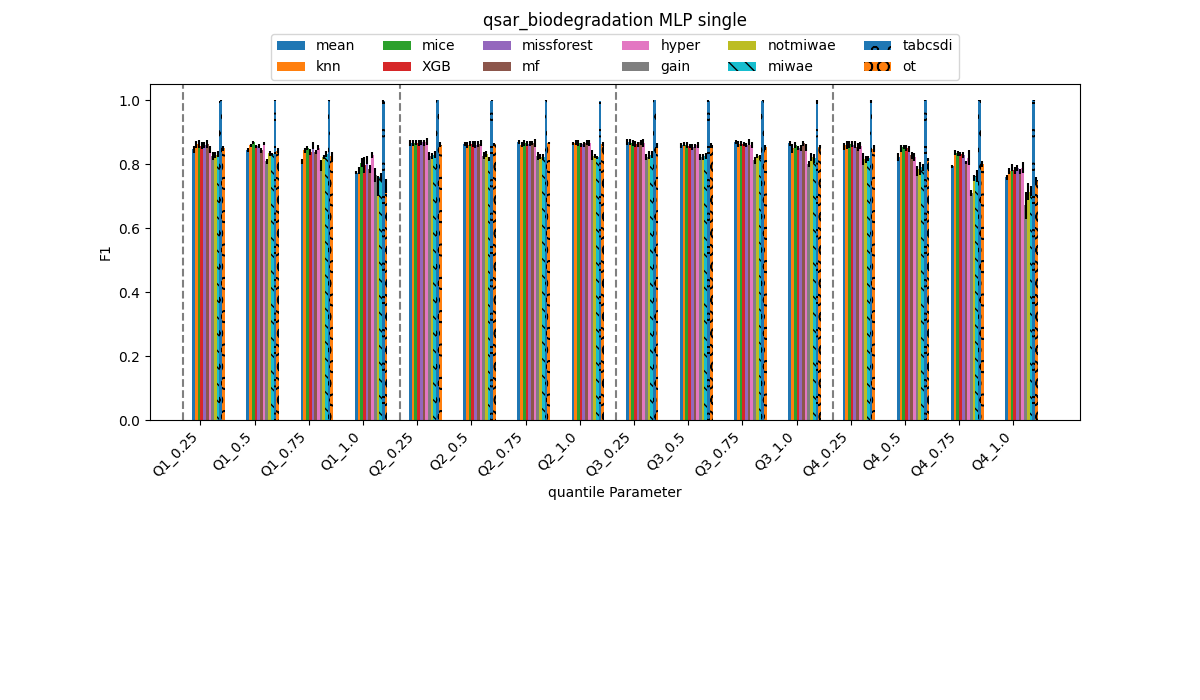 qsar_biodegradation MLP single
mean mice missforest hyper notmiwae tabcsdi
knn XGB mf gain miwae ot
1.0
0.8
0.6
0.4
0.2
0.0
F1
Q1_0.25 Q1_0.5 Q1_0.75 Q1_1.0 Q2_0.25 Q2_0.5 Q2_0.75 Q2_1.0 Q3_0.25 Q3_0.5 Q3_0.75 Q3_1.0 Q4_0.25 Q4_0.5 Q4_0.75 Q4_1.0
quantile Parameter